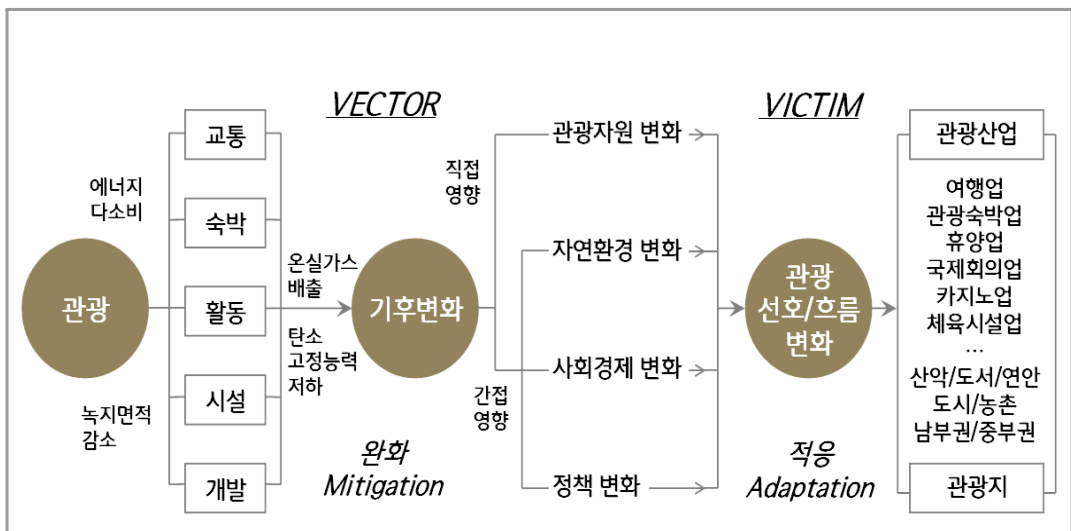 VECTOR
VICTIM
교통
숙박
활동
시설
개발
에너지
다소비
관광
녹지면적
감소
온실가스
배출
탄소
고정능력
저하
기후변화
완화
Mitigation
직접
영향
간접
영향
관광자원 변화
자연환경 변화
사회경제 변화
정책 변화
관광
선호/흐름
변화
적응
Adaptation
관광산업
여행업
관광숙박업
휴양업
국제회의업
카지노업
체육시설업
...
산악/도서/연안
도시/농촌
남부권/중부권
관광지